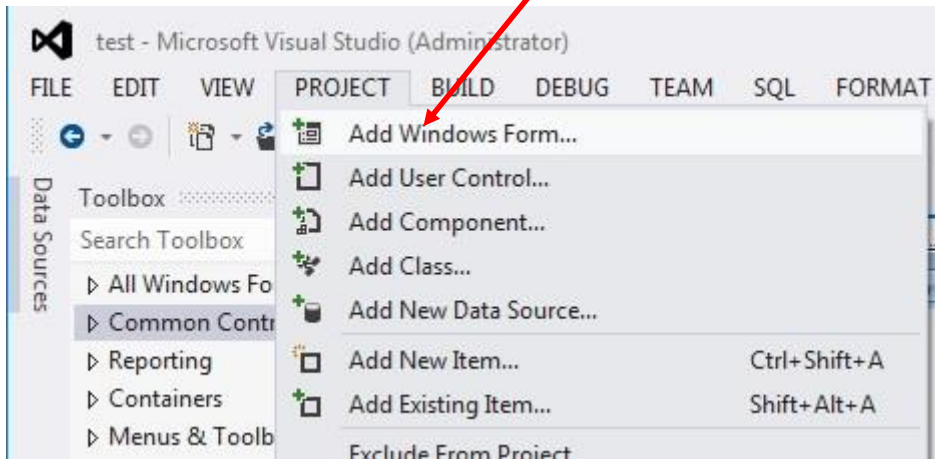 test - Microsoft Visual Studio (Administrator)
FILE EDIT VIEW PROJECT BUILD DEBUG TEAM SQL FORMAT
Add Windows Form...
Data Sources
Toolbox
Search Toolbox
All Windows Fo
Common Contr
Reporting
Containers
Menus & Toolb
Add User Control...
Add Component...
Add Class...
Add New Data Source...
Add New Item... Ctrl+Shift+A
Add Existing Item... Shift+Alt+A
Exclude From Project